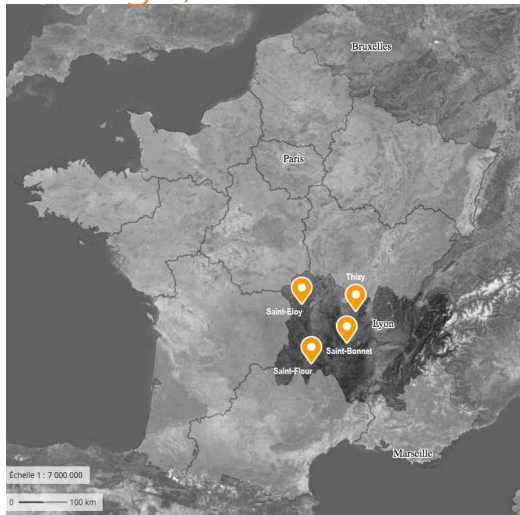 Bruxelles
Paris
Thizy
Saint-Eloy
Lyon
Saint-Bonnet
Saint-Flour
Marseille
Échelle 1 : 7 000 000
0 100 km